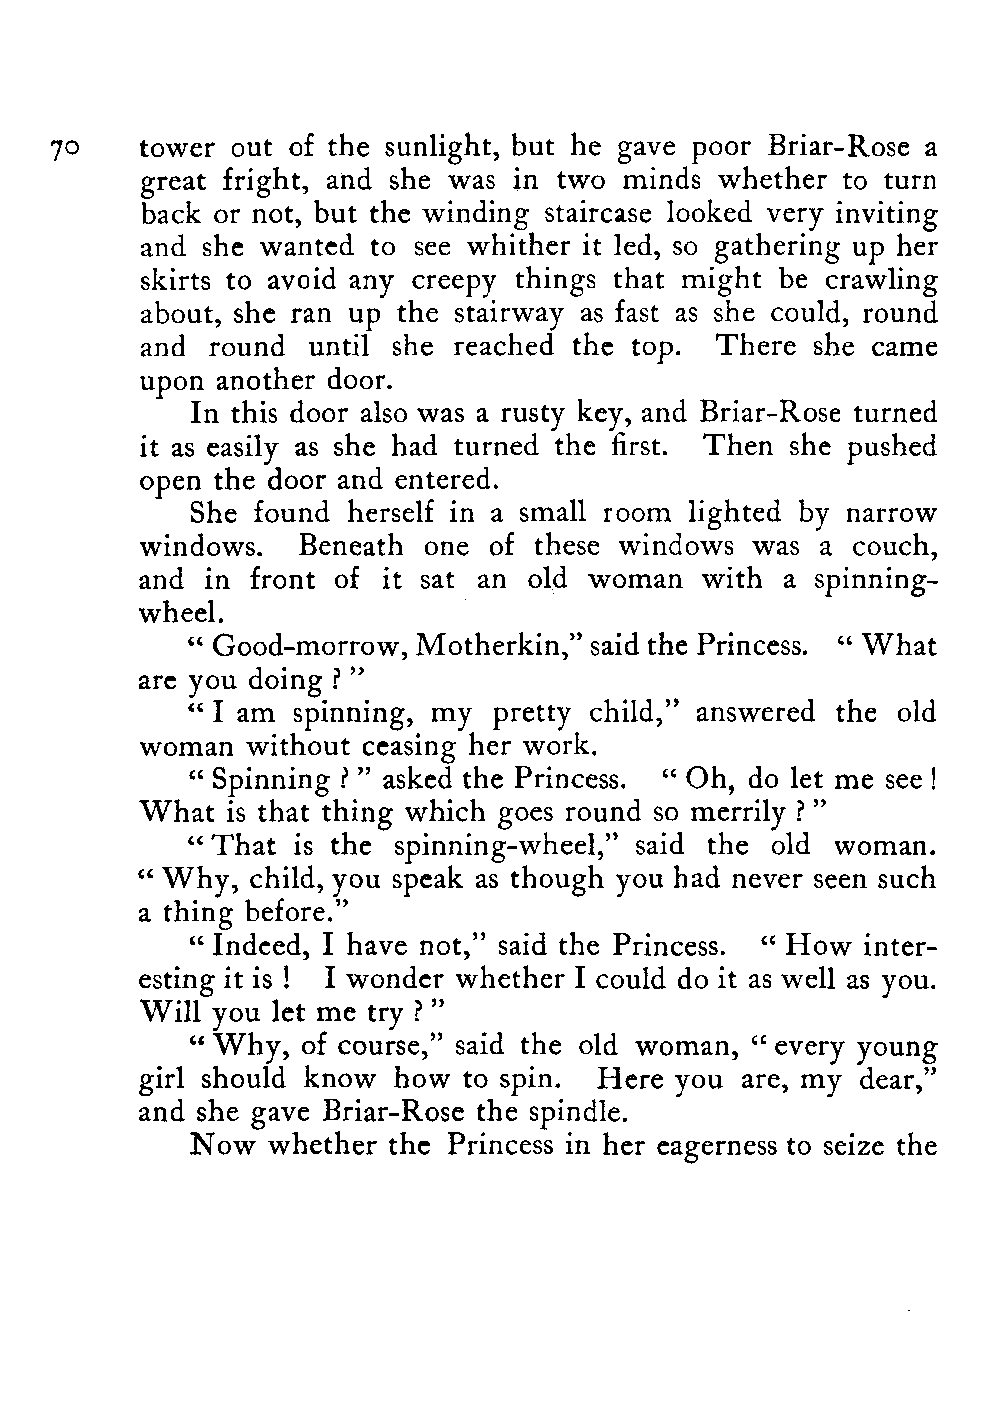 70 tower out of the sunlight, but he gave poor Briar-Rose a
great fright, and she was in two minds whether to turn
back or not, but the winding staircase looked very inviting
and she wanted to see whither it led, so gathering up her
skirts to avoid any creepy things that might be crawling
about, she ran up the stairway as fast as she could, round
and round until she reached the top. There she came
upon another door.
In this door also was a rusty key, and Briar-Rose turned
it as easily as she had turned the first. Then she pushed
open the door and entered.
She found herself in a small room lighted by narrow
windows. Beneath one of these windows was a couch,
and in front of it sat an old woman with a spinning-
wheel.
“ Good-morrow, Motherkin,” said the Princess. “ What
are you doing ? ”
“ I am spinning, my pretty child,” answered the old
woman without ceasing her work.
“ Spinning ? ” asked the Princess. “ Oh, do let me see !
What is that thing which goes round so merrily ? ”
“ That is the spinning-wheel,” said the old woman.
“ Why, child, you speak as though you had never seen such
a thing before.”
“ Indeed, I have not,” said the Princess. “ How inter-
esting it is ! I wonder whether I could do it as well as you.
Will you let me try ? ”
“ Why, of course,” said the old woman, “ every young
girl should know how to spin. Here you are, my dear,”
and she gave Briar-Rose the spindle.
Now whether the Princess in her eagerness to seize the